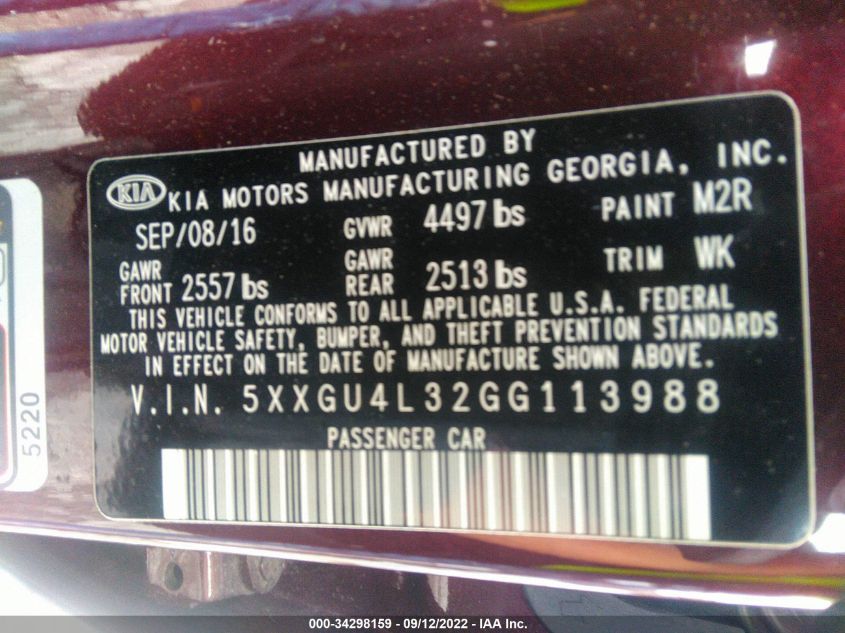 MANUFACTURED BY
KIA KIA MOTORS MANUFACTURING GEORGIA, INC.
SEP/08/16 GVWR 4497 bs PAINT M2R
GAWR FRONT 2557 bs GAWR REAR 2513 bs TRIM WK
THIS VEHICLE CONFORMS TO ALL APPLICABLE U.S.A. FEDERAL
MOTOR VEHICLE SAFETY, BUMPER, AND THEFT PREVENTION STANDARDS
IN EFFECT ON THE DATE OF MANUFACTURE SHOWN ABOVE.
V.I.N. 5XXGU4L32GG113988
PASSENGER CAR
5220
000-34298159 - 09/12/2022 - IAA Inc.